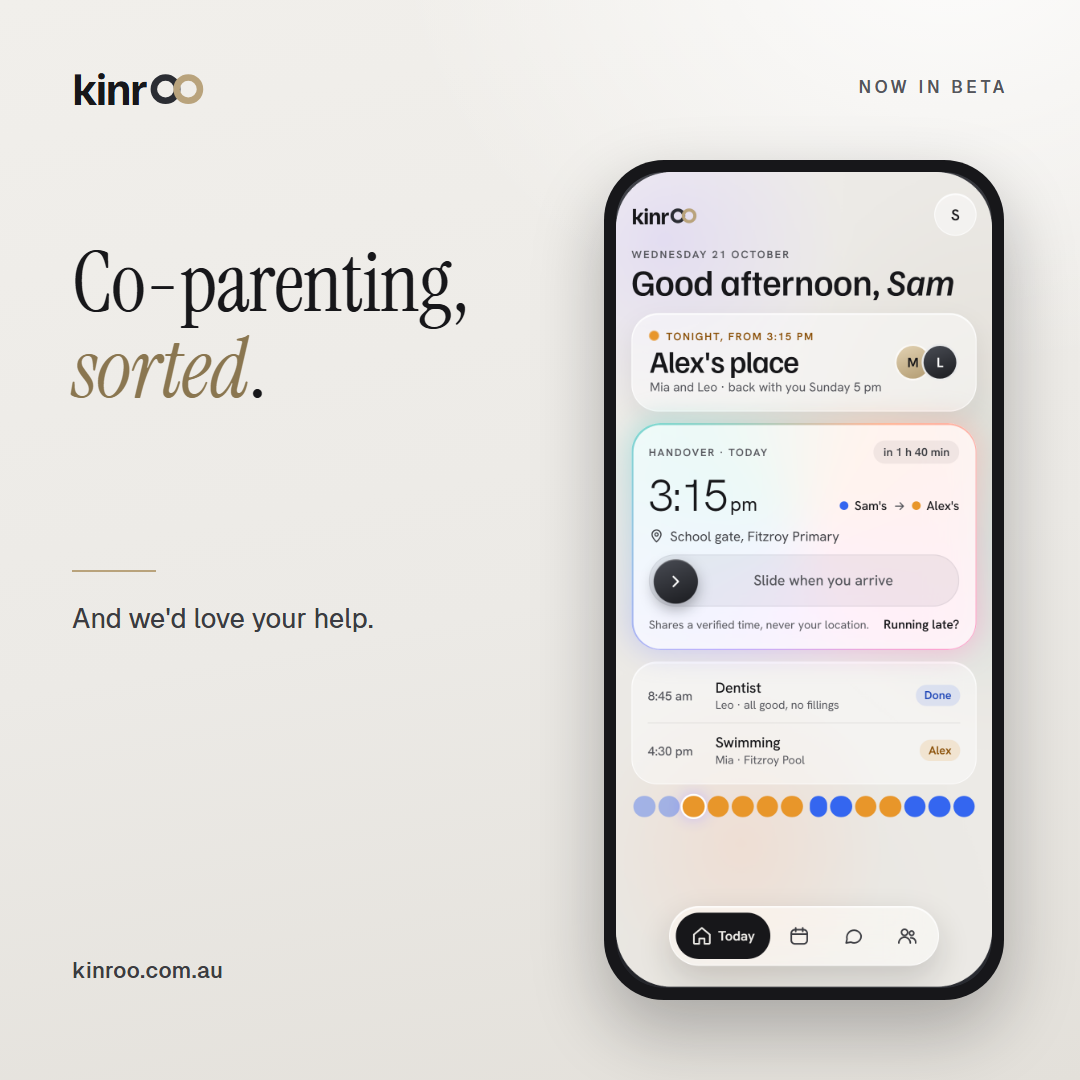 kinroo
NOW IN BETA
Co-parenting,
sorted.
And we'd love your help.
kinroo.com.au
kinroo
S
WEDNESDAY 21 OCTOBER
Good afternoon, Sam
TONIGHT, FROM 3:15 PM
Alex's place
M L
Mia and Leo · back with you Sunday 5 pm
HANDOVER · TODAY
in 1 h 40 min
3:15 pm
Sam's → Alex's
School gate, Fitzroy Primary
Slide when you arrive
Shares a verified time, never your location. Running late?
8:45 am Dentist Done
Leo · all good, no fillings
4:30 pm Swimming Alex
Mia · Fitzroy Pool
Today